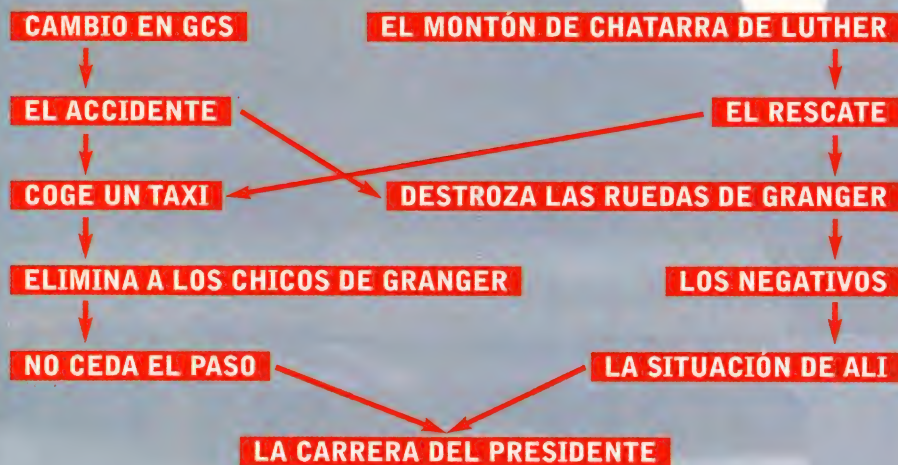 CAMBIO EN GCS
EL MONTÓN DE CHATARRA DE LUTHER
EL ACCIDENTE
EL RESCATE
COGE UN TAXI
DESTROZA LAS RUEDAS DE GRANGER
ELIMINA A LOS CHICOS DE GRANGER
LOS NEGATIVOS
NO CEDA EL PASO
LA SITUACIÓN DE ALI
LA CARRERA DEL PRESIDENTE